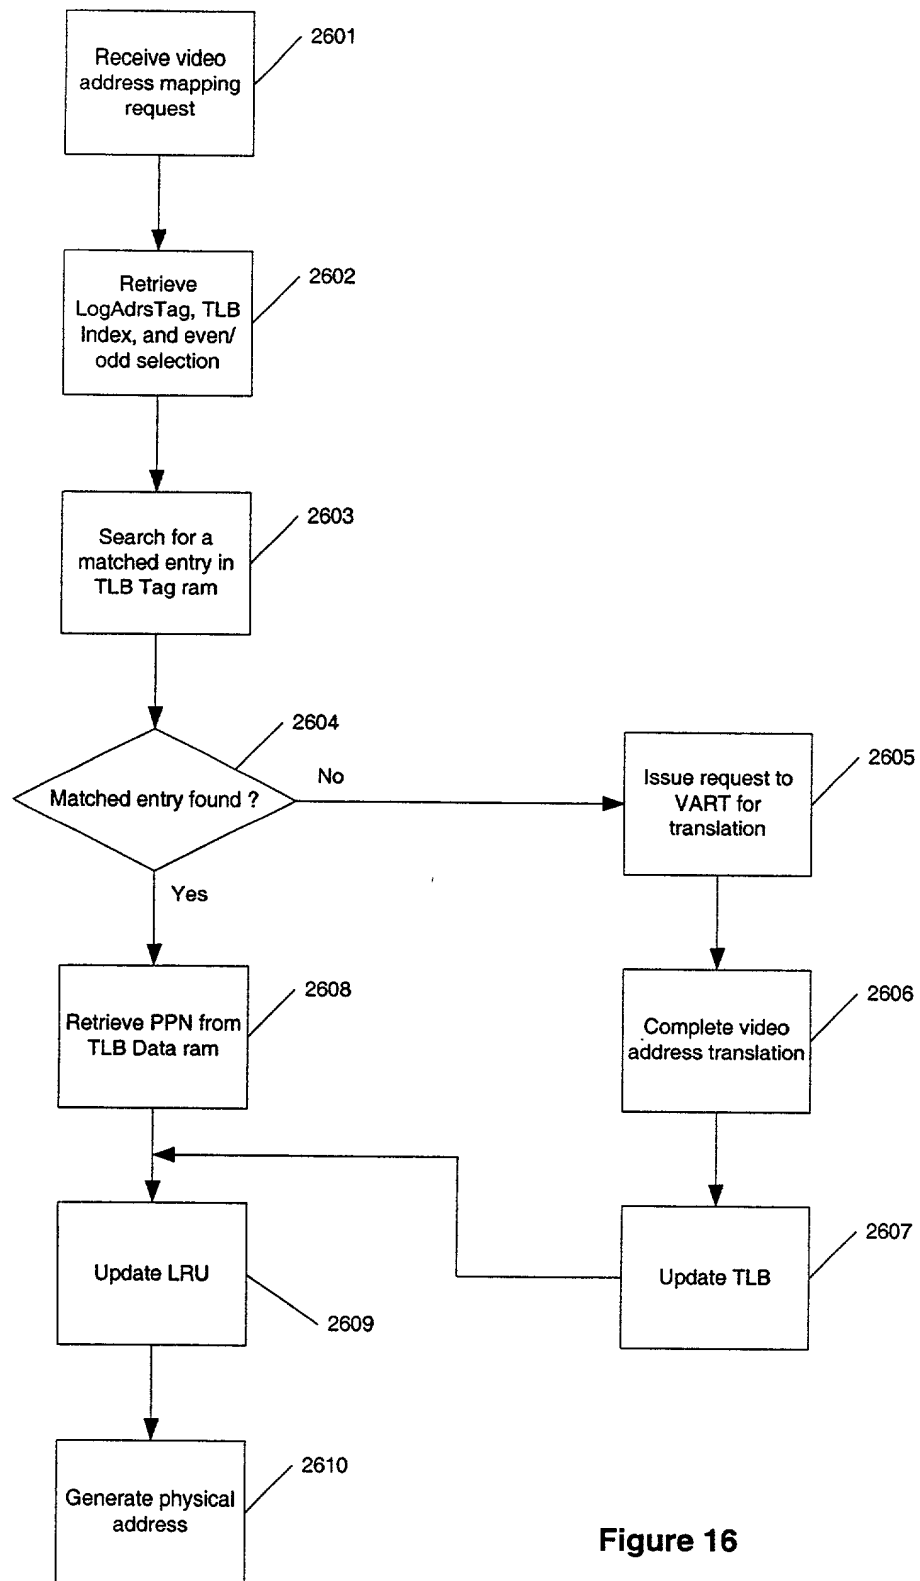 Receive video
address mapping
request
2601
Retrieve
LogAdrsTag, TLB
Index, and even/
odd selection
2602
Search for a
matched entry in
TLB Tag ram
2603
Matched entry found ?
2604
No
Yes
Issue request to
VART for
translation
2605
Retrieve PPN from
TLB Data ram
2608
Complete video
address translation
2606
Update LRU
2609
Update TLB
2607
Generate physical
address
2610
Figure 16